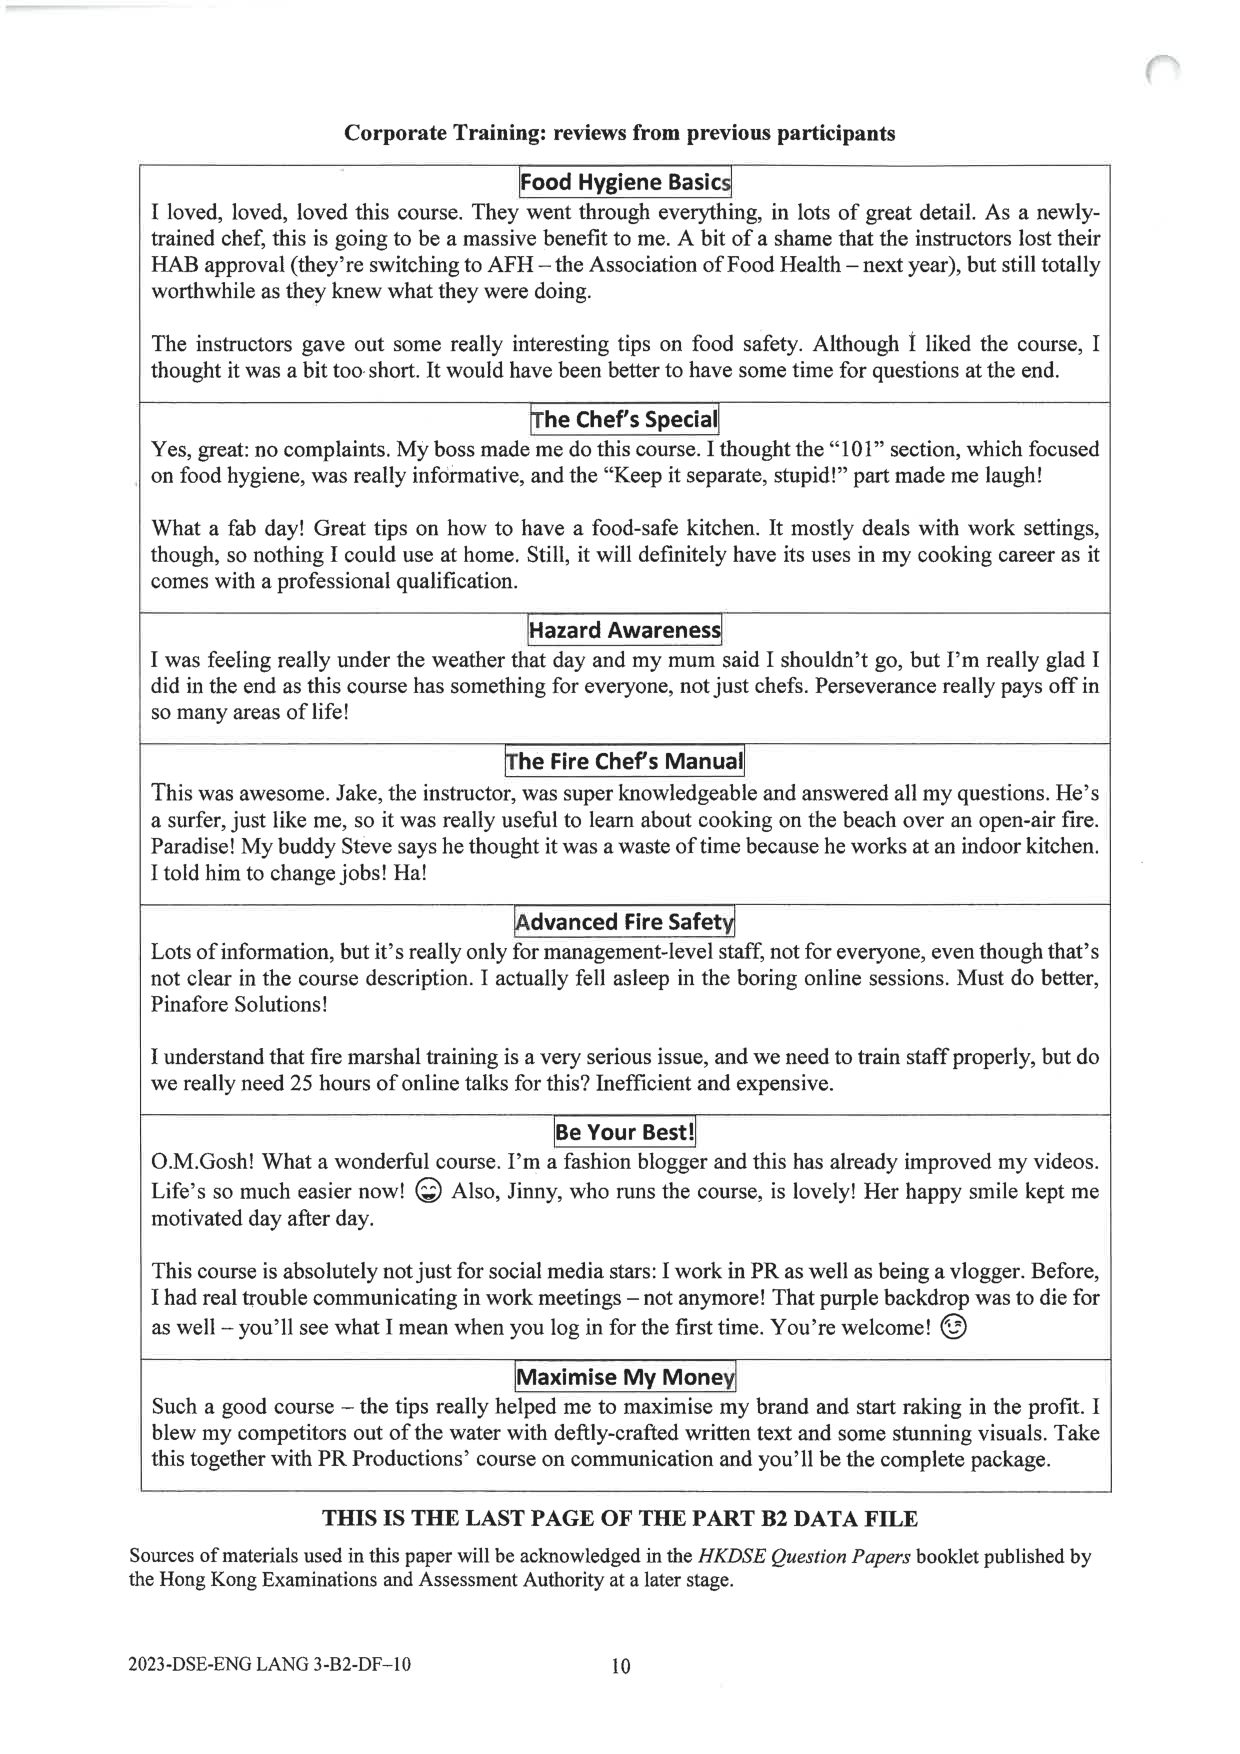 Corporate Training: reviews from previous participants
Food Hygiene Basics
I loved, loved, loved this course. They went through everything, in lots of great detail. As a newly-
trained chef, this is going to be a massive benefit to me. A bit of a shame that the instructors lost their
HAB approval (they're switching to AFH – the Association of Food Health – next year), but still totally
worthwhile as they knew what they were doing.
The instructors gave out some really interesting tips on food safety. Although I liked the course, I
thought it was a bit too short. It would have been better to have some time for questions at the end.
The Chef's Special
Yes, great: no complaints. My boss made me do this course. I thought the "101" section, which focused
on food hygiene, was really informative, and the "Keep it separate, stupid!" part made me laugh!
What a fab day! Great tips on how to have a food-safe kitchen. It mostly deals with work settings,
though, so nothing I could use at home. Still, it will definitely have its uses in my cooking career as it
comes with a professional qualification.
Hazard Awareness
I was feeling really under the weather that day and my mum said I shouldn't go, but I'm really glad I
did in the end as this course has something for everyone, not just chefs. Perseverance really pays off in
so many areas of life!
The Fire Chef's Manual
This was awesome. Jake, the instructor, was super knowledgeable and answered all my questions. He's
a surfer, just like me, so it was really useful to learn about cooking on the beach over an open-air fire.
Paradise! My buddy Steve says he thought it was a waste of time because he works at an indoor kitchen.
I told him to change jobs! Ha!
Advanced Fire Safety
Lots of information, but it's really only for management-level staff, not for everyone, even though that's
not clear in the course description. I actually fell asleep in the boring online sessions. Must do better,
Pinafore Solutions!
I understand that fire marshal training is a very serious issue, and we need to train staff properly, but do
we really need 25 hours of online talks for this? Inefficient and expensive.
Be Your Best!
O.M.Gosh! What a wonderful course. I'm a fashion blogger and this has already improved my videos.
Life's so much easier now! 😄 Also, Jinny, who runs the course, is lovely! Her happy smile kept me
motivated day after day.
This course is absolutely not just for social media stars: I work in PR as well as being a vlogger. Before,
I had real trouble communicating in work meetings – not anymore! That purple backdrop was to die for
as well – you'll see what I mean when you log in for the first time. You're welcome! 😉
Maximise My Money
Such a good course – the tips really helped me to maximise my brand and start raking in the profit. I
blew my competitors out of the water with deftly-crafted written text and some stunning visuals. Take
this together with PR Productions' course on communication and you'll be the complete package.
THIS IS THE LAST PAGE OF THE PART B2 DATA FILE
Sources of materials used in this paper will be acknowledged in the HKDSE Question Papers booklet published by
the Hong Kong Examinations and Assessment Authority at a later stage.
2023-DSE-ENG LANG 3-B2-DF–10
10